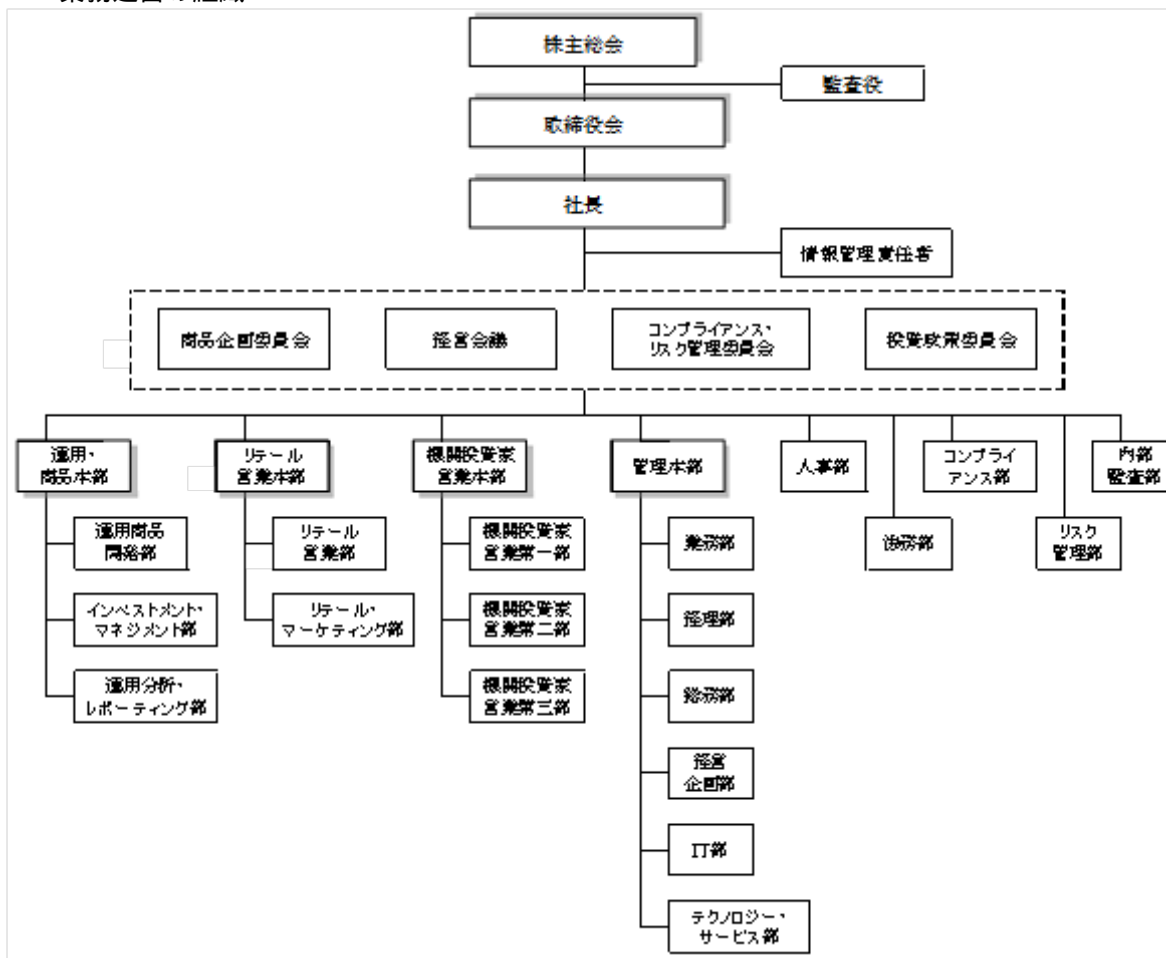 業務運営の組織
株主総会
監査役
取締役会
社長
情報管理責任者
商品企画委員会
経営会議
コンプライアンス・
リスク管理委員会
投資政策委員会
運用・
商品本部
リテール
営業本部
機関投資家
営業本部
管理本部
人事部
コンプライ
アンス部
内部
監査部
運用商品
開発部
リテール
営業部
機関投資家
営業第一部
業務部
法務部
リスク
管理部
インベストメント・
マネジメント部
リテール・
マーケティング部
機関投資家
営業第二部
経理部
運用分析・
レポーティング部
機関投資家
営業第三部
総務部
経営
企画部
IT部
テクノロジー・
サービス部